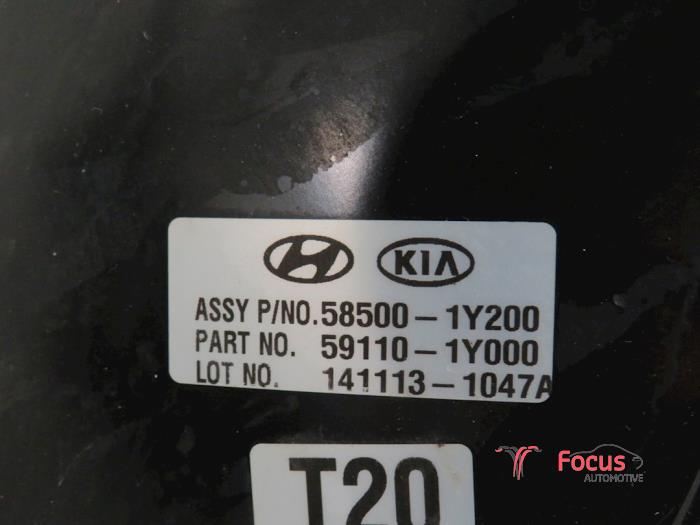 KIA
ASSY P/NO.58500-1Y200
PART NO. 59110-1Y000
LOT NO. 141113-1047A
T20
Focus
AUTOMOTIVE